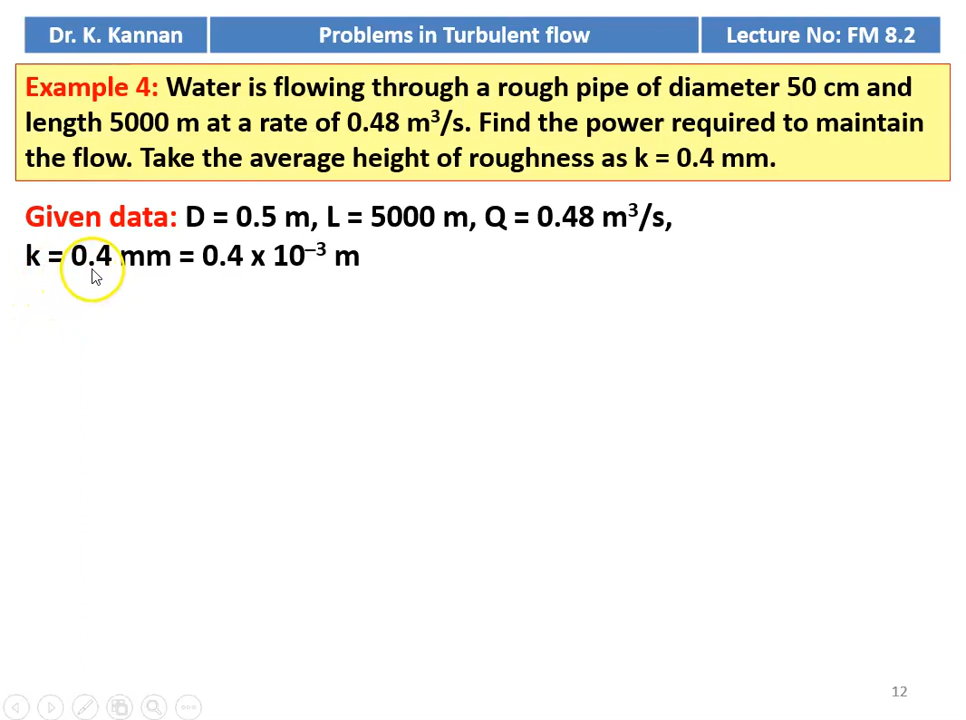 Dr. K. Kannan
Problems in Turbulent flow
Lecture No: FM 8.2
Example 4: Water is flowing through a rough pipe of diameter 50 cm and
length 5000 m at a rate of 0.48 m³/s. Find the power required to maintain
the flow. Take the average height of roughness as k = 0.4 mm.
Given data: D = 0.5 m, L = 5000 m, Q = 0.48 m³/s,
k = 0.4 mm = 0.4 x 10⁻³ m
12